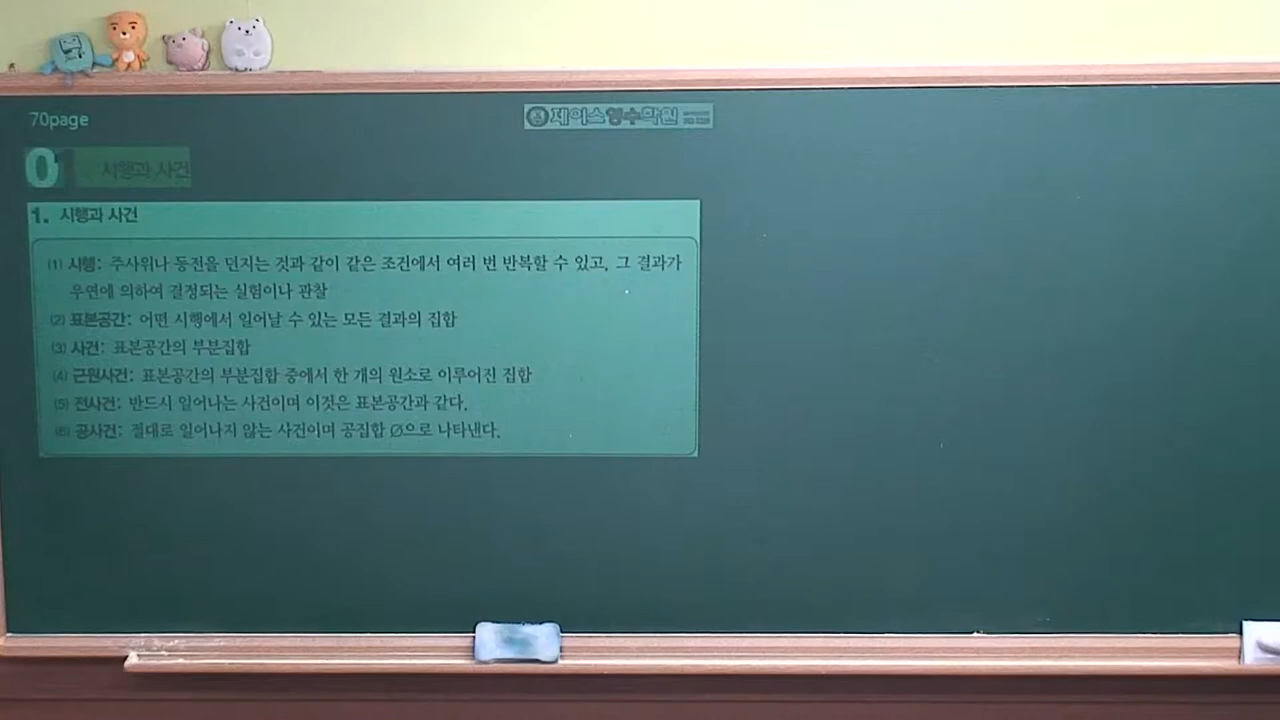 70page
제이스영수학원
01 시행과 사건
1. 시행과 사건
(1) 시행: 주사위나 동전을 던지는 것과 같이 같은 조건에서 여러 번 반복할 수 있고, 그 결과가
우연에 의하여 결정되는 실험이나 관찰
(2) 표본공간: 어떤 시행에서 일어날 수 있는 모든 결과의 집합
(3) 사건: 표본공간의 부분집합
(4) 근원사건: 표본공간의 부분집합 중에서 한 개의 원소로 이루어진 집합
(5) 전사건: 반드시 일어나는 사건이며 이것은 표본공간과 같다.
(6) 공사건: 절대로 일어나지 않는 사건이며 공집합 ∅으로 나타낸다.